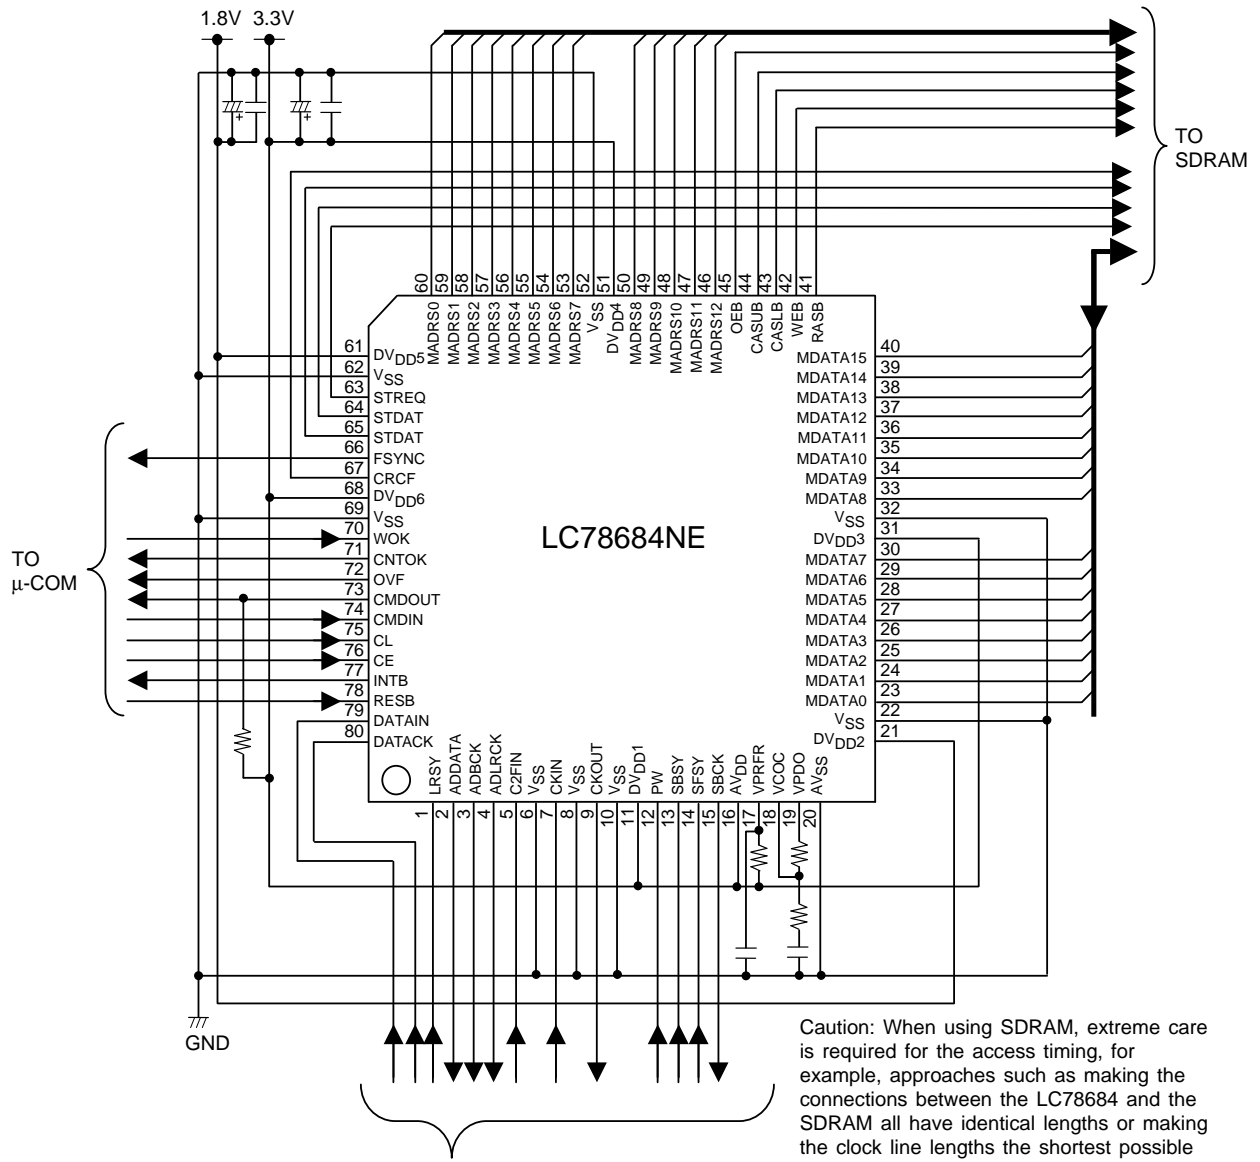 1.8V 3.3V
TO
SDRAM
60 59 58 57 56 55 54 53 52 51 50 49 48 47 46 45 44 43 42 41
MADRS0 MADRS1 MADRS2 MADRS3 MADRS4 MADRS5 MADRS6 MADRS7 VSS DVDD4 MADRS8 MADRS9 MADRS10 MADRS11 MADRS12 OEB CASUB CASLB WEB RASB
61 DVDD5
62 VSS
63 STREQ
64 STDAT
65 STDAT
66 FSYNC
67 CRCF
68 DVDD6
69 VSS
70 WOK
71 CNTOK
72 OVF
73 CMDOUT
74 CMDIN
75 CL
76 CE
77 INTB
78 RESB
79 DATAIN
80 DATACK
TO
μ-COM
LC78684NE
MDATA15 40
MDATA14 39
MDATA13 38
MDATA12 37
MDATA11 36
MDATA10 35
MDATA9 34
MDATA8 33
VSS 32
DVDD3 31
MDATA7 30
MDATA6 29
MDATA5 28
MDATA4 27
MDATA3 26
MDATA2 25
MDATA1 24
MDATA0 23
VSS 22
DVDD2 21
LRSY ADDATA ADBCK ADLRCK C2FIN VSS CKIN VSS CKOUT VSS DVDD1 PW SBSY SFSY SBCK AVDD VPRFR VCOC VPDO AVSS
1 2 3 4 5 6 7 8 9 10 11 12 13 14 15 16 17 18 19 20
GND
Caution: When using SDRAM, extreme care
is required for the access timing, for
example, approaches such as making the
connections between the LC78684 and the
SDRAM all have identical lengths or making
the clock line lengths the shortest possible